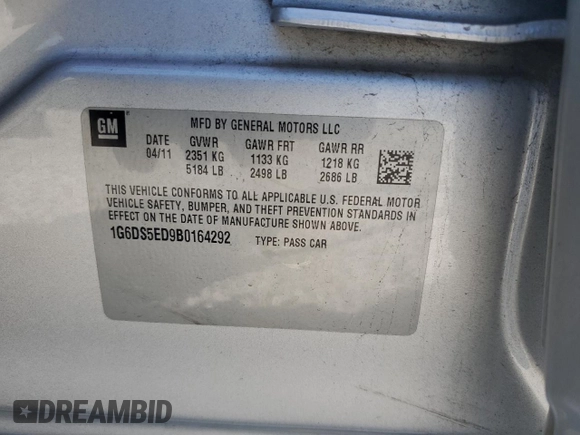 GM
MFD BY GENERAL MOTORS LLC
DATE GVWR GAWR FRT GAWR RR
04/11 2351 KG 1133 KG 1218 KG
5184 LB 2498 LB 2686 LB
THIS VEHICLE CONFORMS TO ALL APPLICABLE U.S. FEDERAL MOTOR
VEHICLE SAFETY, BUMPER, AND THEFT PREVENTION STANDARDS IN
EFFECT ON THE DATE OF MANUFACTURE SHOWN ABOVE.
1G6DS5ED9B0164292 TYPE: PASS CAR
DREAMBID